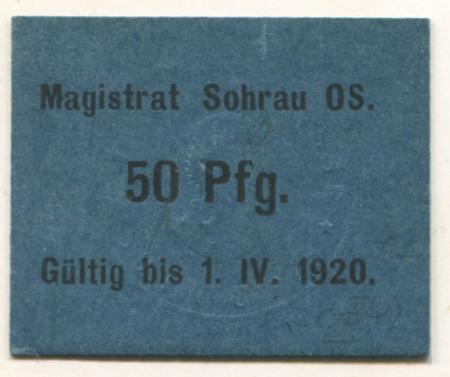 Magistrat Sohrau OS.
50 Pfg.
Gültig bis 1. IV. 1920.